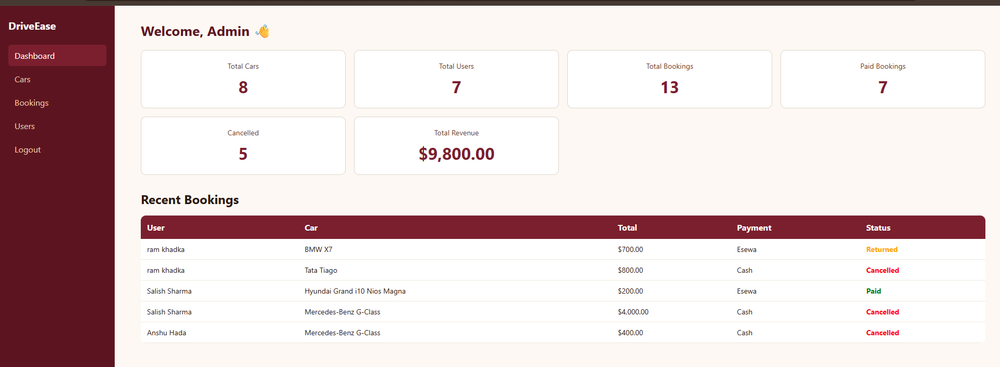 DriveEase
Dashboard
Cars
Bookings
Users
Logout
Welcome, Admin 👋
Total Cars
8
Total Users
7
Total Bookings
13
Paid Bookings
7
Cancelled
5
Total Revenue
$9,800.00
Recent Bookings
User Car Total Payment Status
ram khadka BMW X7 $700.00 Esewa Returned
ram khadka Tata Tiago $800.00 Cash Cancelled
Salish Sharma Hyundai Grand i10 Nios Magna $200.00 Esewa Paid
Salish Sharma Mercedes-Benz G-Class $4,000.00 Cash Cancelled
Anshu Hada Mercedes-Benz G-Class $400.00 Cash Cancelled